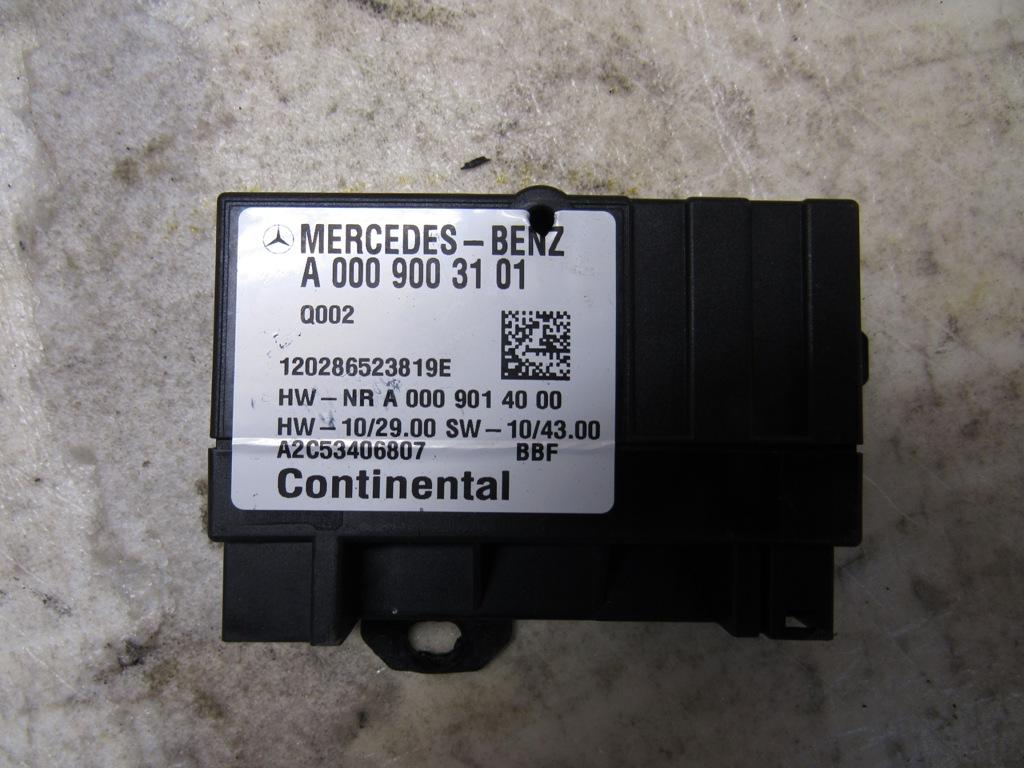 MERCEDES-BENZ
A 000 900 31 01
Q002
120286523819E
HW-NR A 000 901 40 00
HW-10/29.00 SW-10/43.00
A2C53406807 BBF
Continental